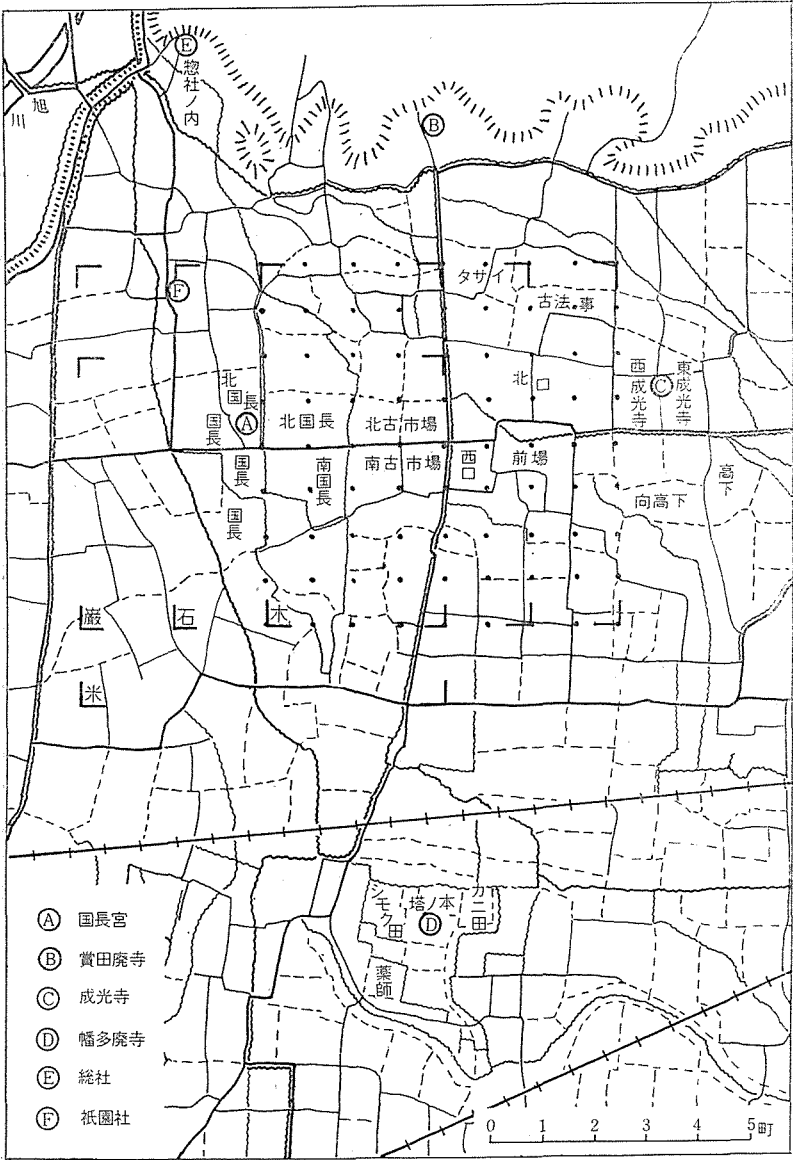 Ⓔ
惣社ノ内
旭川
Ⓑ
Ⓕ
タサイ
古法事
北国長
国長
Ⓐ
北国長
北古市場
北口
西成光寺
Ⓒ
東成光寺
国長
国長
南国長
南古市場
西口
前場
向高下
高下
巌
石
木
米
シモク田
塔ノ本
Ⓓ
カニ田
薬師
Ⓐ 国長宮
Ⓑ 賞田廃寺
Ⓒ 成光寺
Ⓓ 幡多廃寺
Ⓔ 総社
Ⓕ 祇園社
0 1 2 3 4 5町